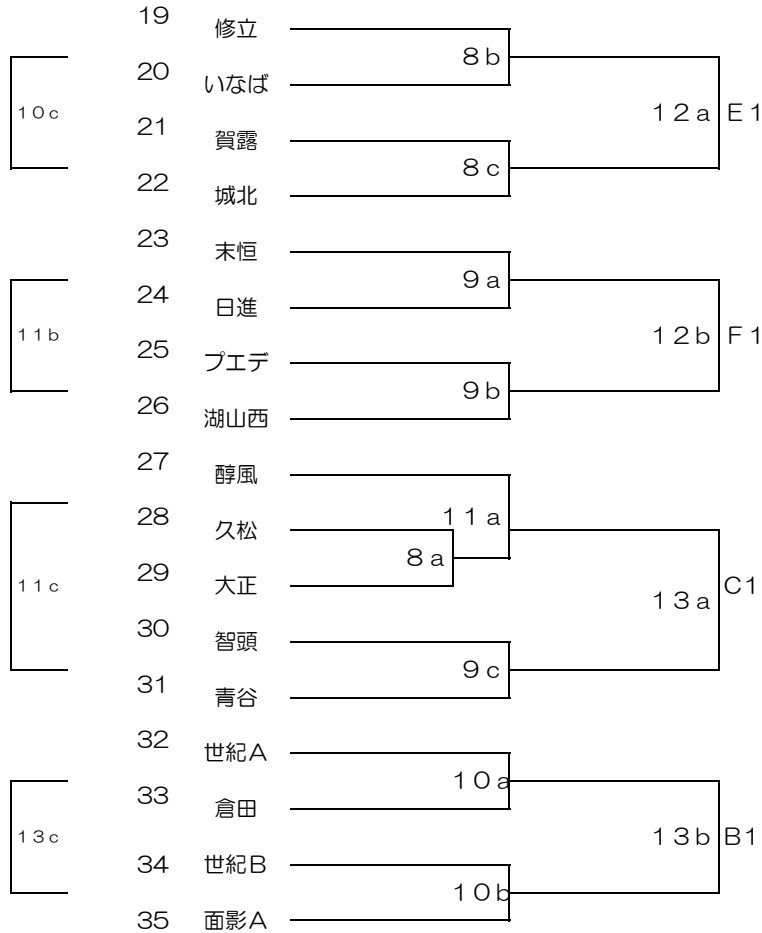 19 修立
８ｂ
20 いなば
１０ｃ
１２ａ Ｅ１
21 賀露
８ｃ
22 城北
23 末恒
９ａ
24 日進
１１ｂ
１２ｂ Ｆ１
25 プエデ
９ｂ
26 湖山西
27 醇風
１１ａ
28 久松
８ａ
29 大正
１１ｃ
１３ａ C１
30 智頭
９ｃ
31 青谷
32 世紀Ａ
１０ａ
33 倉田
１３ｃ
１３ｂ B１
34 世紀Ｂ
１０ｂ
35 面影Ａ